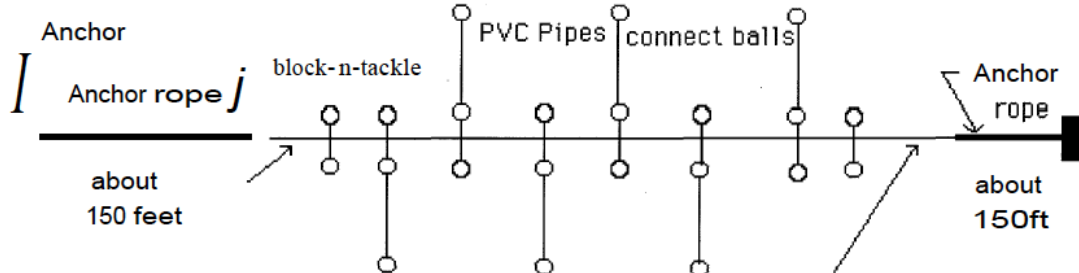 Anchor
Anchor rope
block-n-tackle
PVC Pipes connect balls
Anchor
rope
about
150 feet
about
150ft